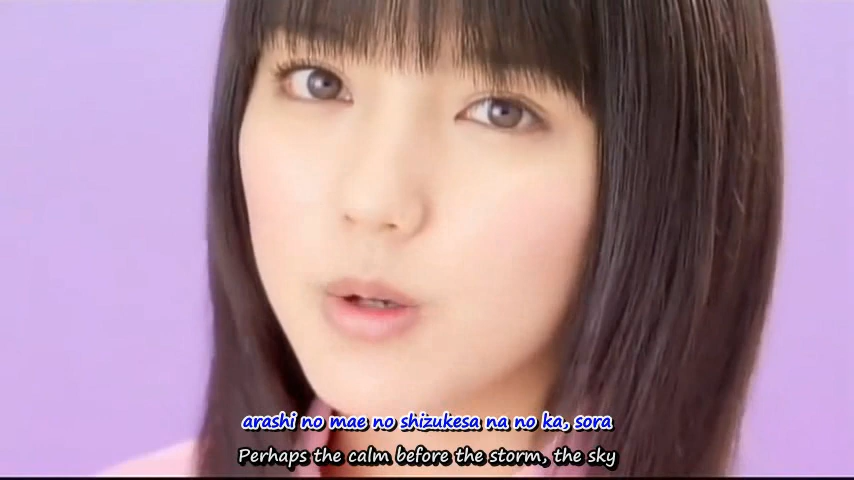 arashi no mae no shizukesa na no ka, sora
Perhaps the calm before the storm, the sky